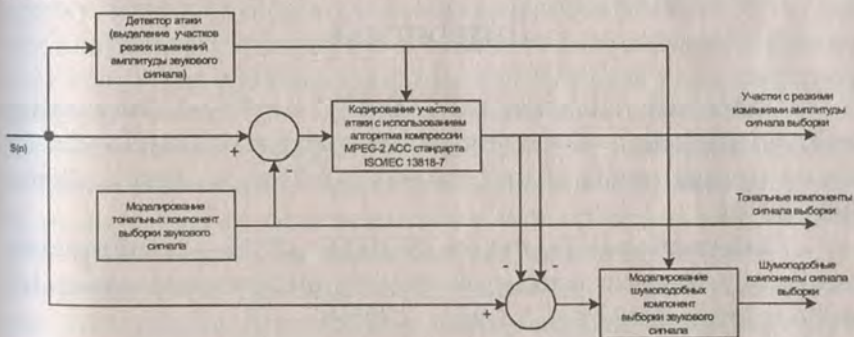 Детектор атаки
(выделение участков
резких изменений
амплитуды звукового
сигнала)
Кодирование участков
атаки с использованием
алгоритма компрессии
MPEG-2 ACC стандарта
ISO/IEC 13818-7
Участки с резкими
изменениями амплитуды
сигнала выборки
S(n)
+
-
Моделирование
тональных компонент
выборки звукового
сигнала
Тональные компоненты
сигнала выборки
-
-
+
Моделирование
шумоподобных
компонент
выборки звукового
сигнала
Шумоподобные
компоненты сигнала
выборки